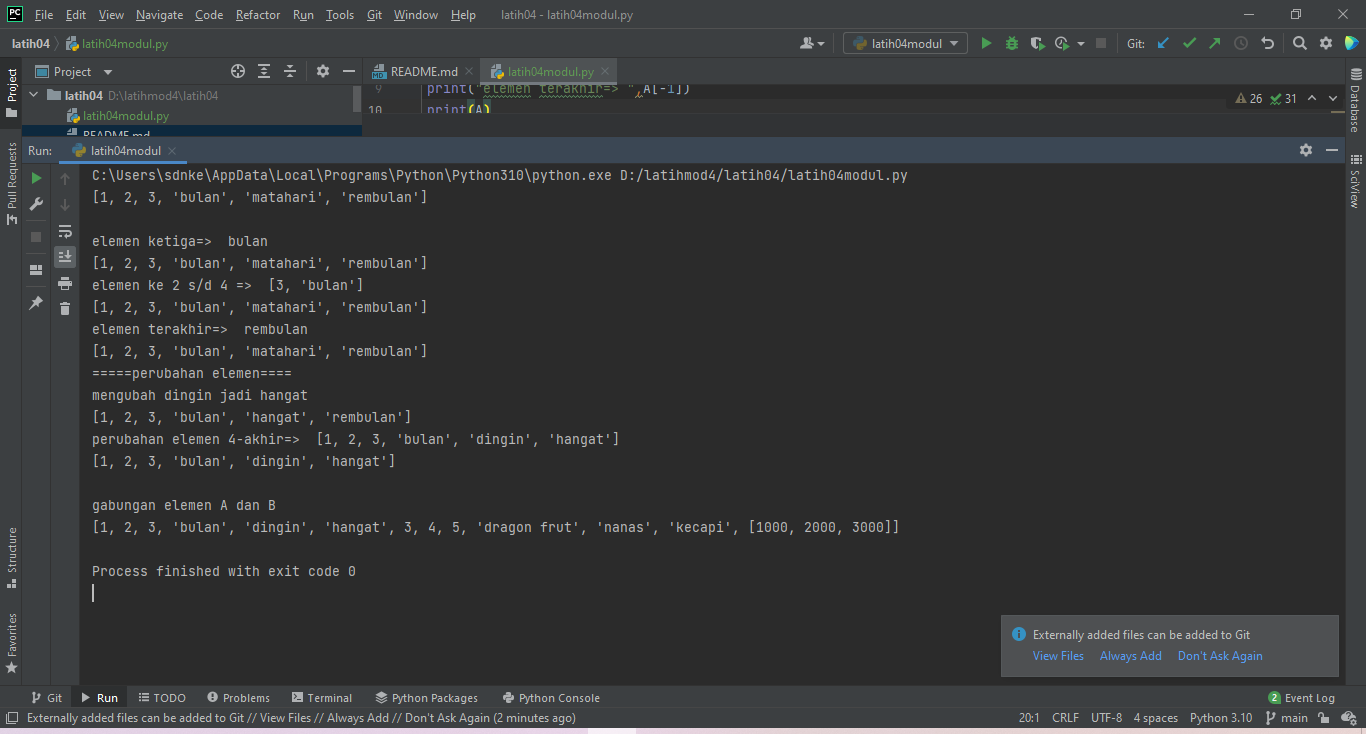 File Edit View Navigate Code Refactor Run Tools Git Window Help latih04 - latih04modul.py
latih04 latih04modul.py latih04modul Git:
Project README.md latih04modul.py
latih04 D:\latihmod4\latih04
latih04modul.py
README.md
9 print("elemen terakhir=> ",A[-1])
10 print(A)
26 31
Project
Pull Requests
Structure
Favorites
Database
SciView
Run: latih04modul
C:\Users\sdnke\AppData\Local\Programs\Python\Python310\python.exe D:/latihmod4/latih04/latih04modul.py
[1, 2, 3, 'bulan', 'matahari', 'rembulan']
elemen ketiga=>  bulan
[1, 2, 3, 'bulan', 'matahari', 'rembulan']
elemen ke 2 s/d 4 =>  [3, 'bulan']
[1, 2, 3, 'bulan', 'matahari', 'rembulan']
elemen terakhir=>  rembulan
[1, 2, 3, 'bulan', 'matahari', 'rembulan']
=====perubahan elemen====
mengubah dingin jadi hangat
[1, 2, 3, 'bulan', 'hangat', 'rembulan']
perubahan elemen 4-akhir=>  [1, 2, 3, 'bulan', 'dingin', 'hangat']
[1, 2, 3, 'bulan', 'dingin', 'hangat']
gabungan elemen A dan B
[1, 2, 3, 'bulan', 'dingin', 'hangat', 3, 4, 5, 'dragon frut', 'nanas', 'kecapi', [1000, 2000, 3000]]
Process finished with exit code 0
Externally added files can be added to Git
View Files Always Add Don't Ask Again
Git Run TODO Problems Terminal Python Packages Python Console 2 Event Log
Externally added files can be added to Git // View Files // Always Add // Don't Ask Again (2 minutes ago) 20:1 CRLF UTF-8 4 spaces Python 3.10 main